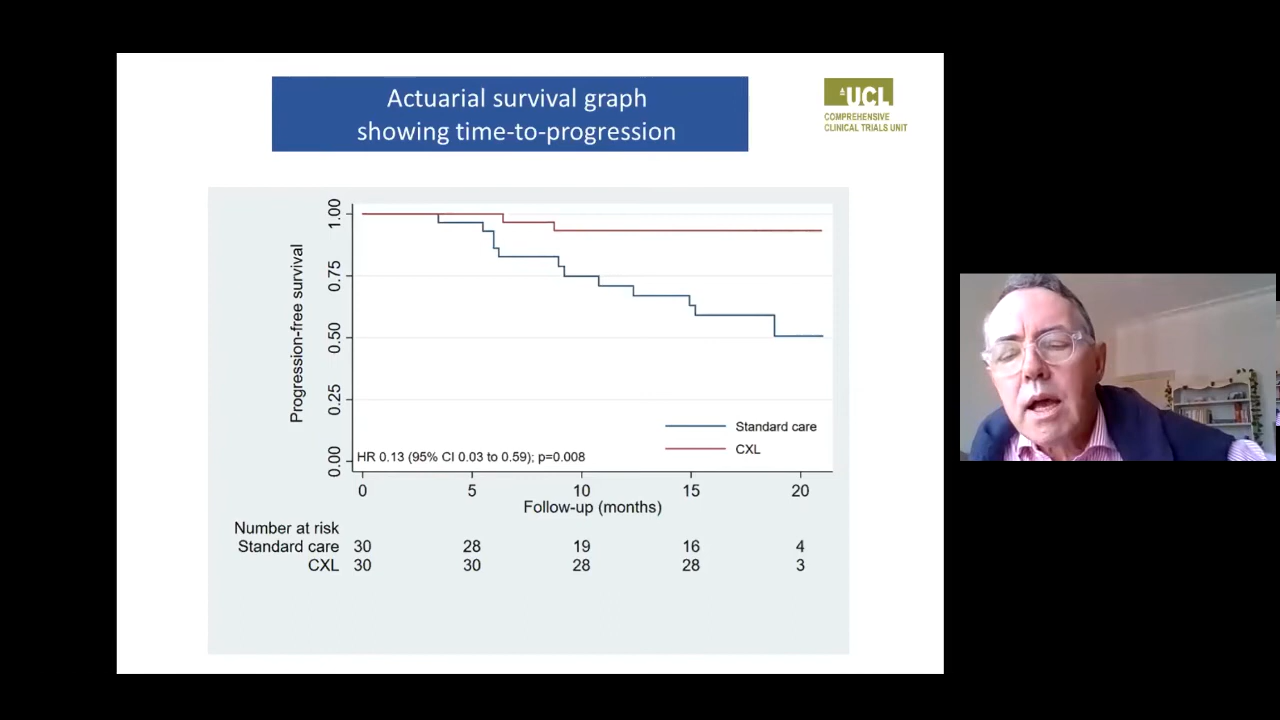 Actuarial survival graph
showing time-to-progression
UCL
COMPREHENSIVE
CLINICAL TRIALS UNIT
Progression-free survival
1.00
0.75
0.50
0.25
0.00
Standard care
CXL
HR 0.13 (95% CI 0.03 to 0.59); p=0.008
0 5 10 15 20
Follow-up (months)
Number at risk
Standard care 30 28 19 16 4
CXL 30 30 28 28 3